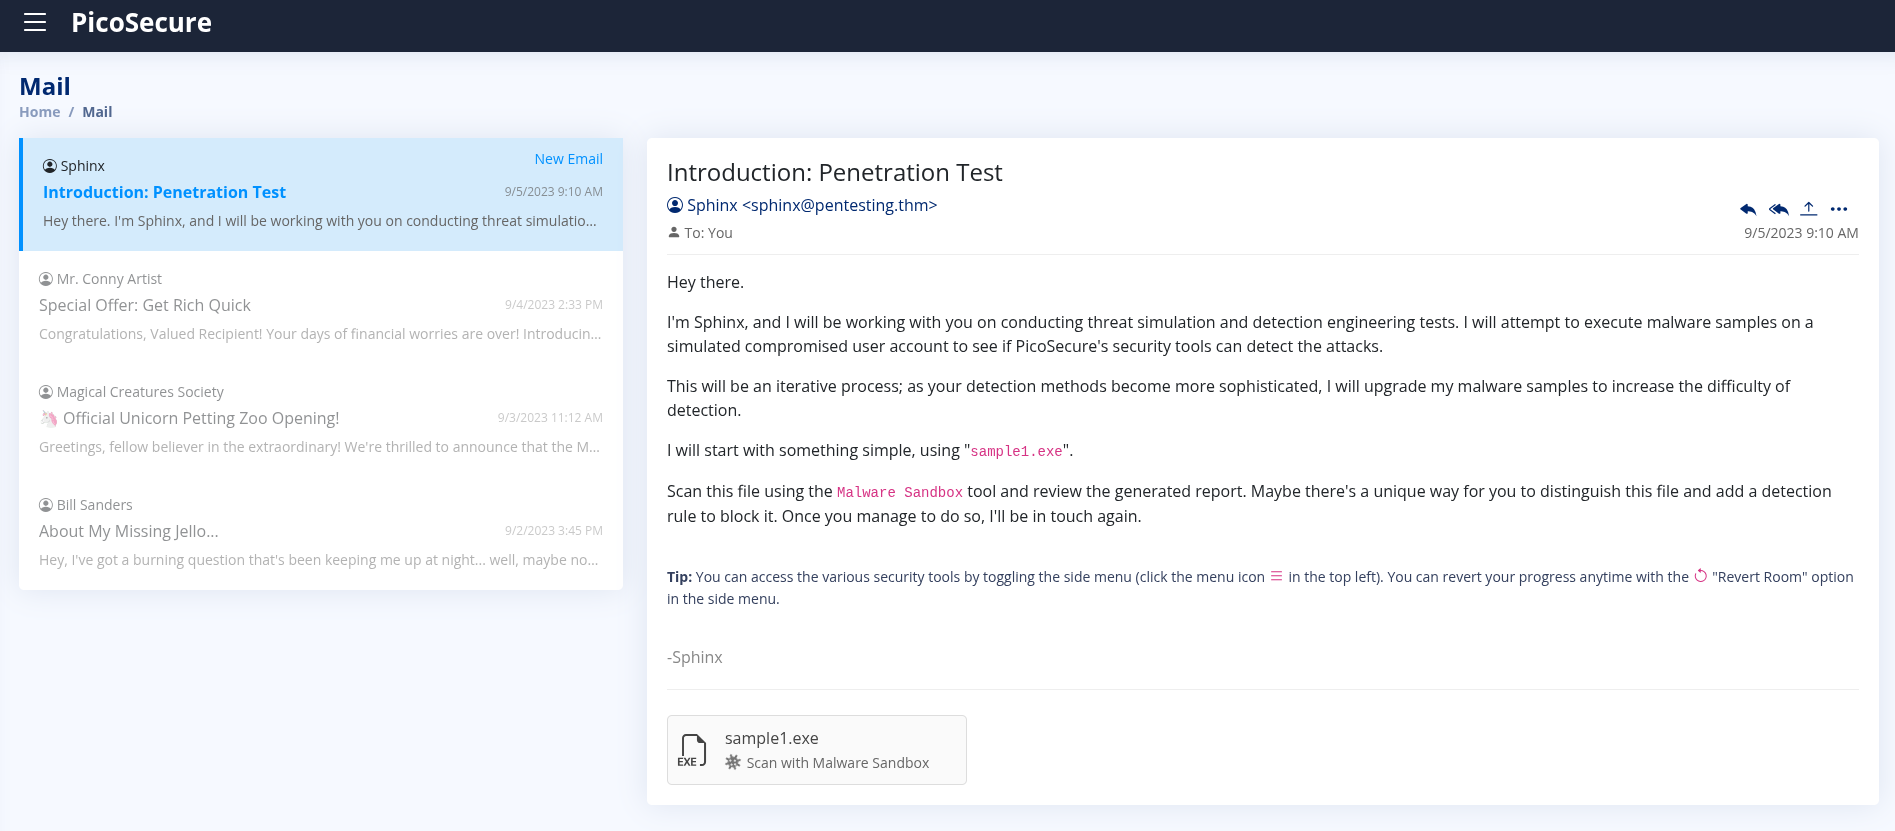 PicoSecure
Mail
Home / Mail
Sphinx
New Email
Introduction: Penetration Test
9/5/2023 9:10 AM
Hey there. I'm Sphinx, and I will be working with you on conducting threat simulatio...
Mr. Conny Artist
Special Offer: Get Rich Quick
9/4/2023 2:33 PM
Congratulations, Valued Recipient! Your days of financial worries are over! Introducin...
Magical Creatures Society
🦄 Official Unicorn Petting Zoo Opening!
9/3/2023 11:12 AM
Greetings, fellow believer in the extraordinary! We're thrilled to announce that the M...
Bill Sanders
About My Missing Jello...
9/2/2023 3:45 PM
Hey, I've got a burning question that's been keeping me up at night... well, maybe no...
Introduction: Penetration Test
Sphinx <sphinx@pentesting.thm>
To: You
9/5/2023 9:10 AM
Hey there.
I'm Sphinx, and I will be working with you on conducting threat simulation and detection engineering tests. I will attempt to execute malware samples on a
simulated compromised user account to see if PicoSecure's security tools can detect the attacks.
This will be an iterative process; as your detection methods become more sophisticated, I will upgrade my malware samples to increase the difficulty of
detection.
I will start with something simple, using "sample1.exe".
Scan this file using the Malware Sandbox tool and review the generated report. Maybe there's a unique way for you to distinguish this file and add a detection
rule to block it. Once you manage to do so, I'll be in touch again.
Tip: You can access the various security tools by toggling the side menu (click the menu icon ☰ in the top left). You can revert your progress anytime with the ↺ "Revert Room" option
in the side menu.
-Sphinx
EXE
sample1.exe
Scan with Malware Sandbox